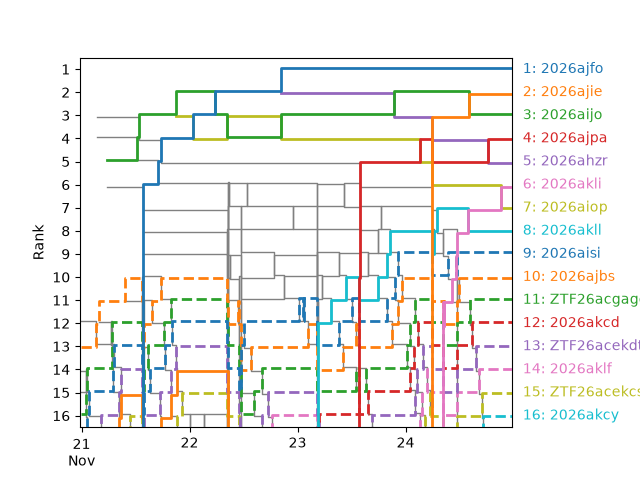 1
2
3
4
5
6
7
8
9
10
11
12
13
14
15
16
Rank
21
22
23
24
Nov
1: 2026ajfo
2: 2026ajie
3: 2026aijo
4: 2026ajpa
5: 2026ahzr
6: 2026akli
7: 2026aiop
8: 2026akll
9: 2026aisi
10: 2026ajbs
11: ZTF26acgag
12: 2026akcd
13: ZTF26acekdt
14: 2026aklf
15: ZTF26acekcs
16: 2026akcy